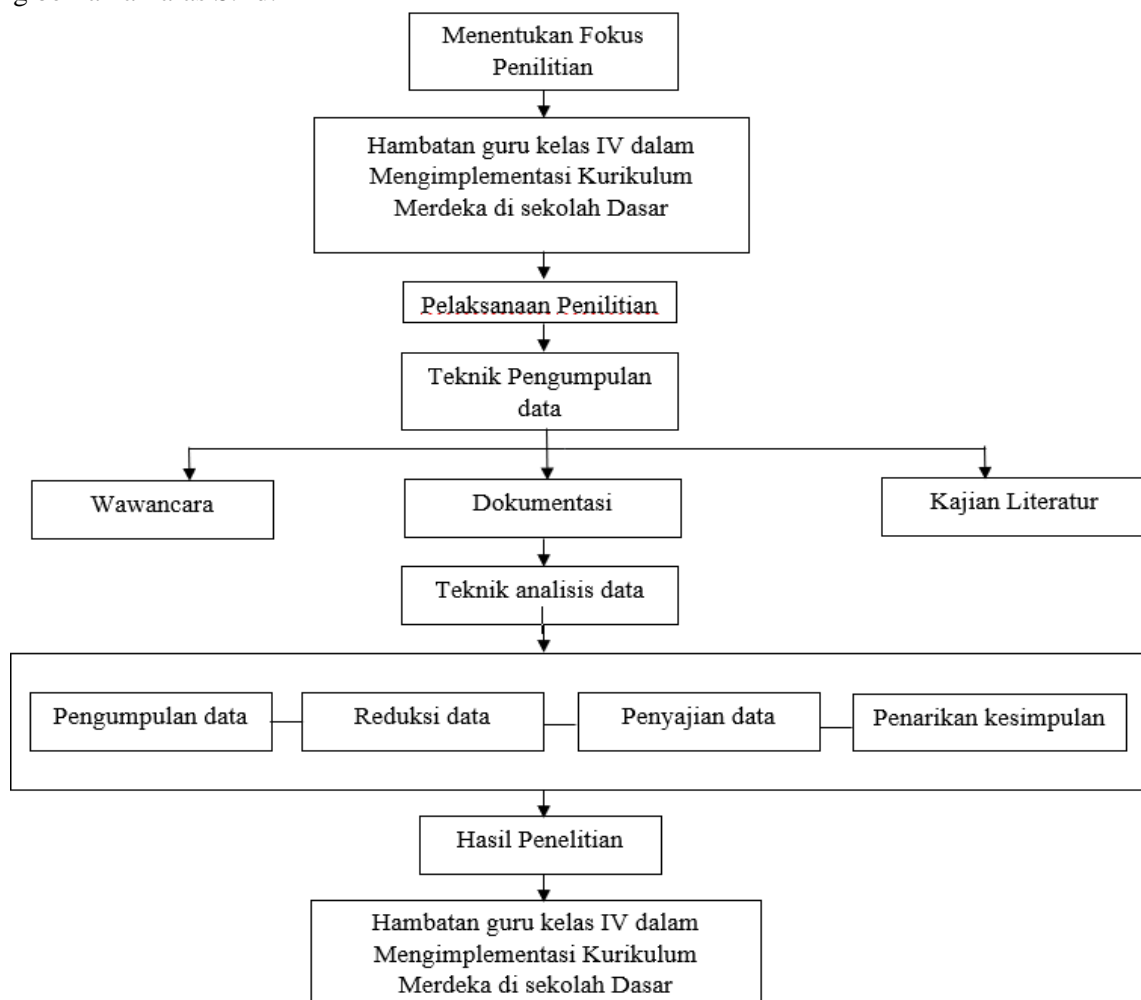 Menentukan Fokus
Penilitian
Hambatan guru kelas IV dalam
Mengimplementasi Kurikulum
Merdeka di sekolah Dasar
Pelaksanaan Penilitian
Teknik Pengumpulan
data
Wawancara
Dokumentasi
Kajian Literatur
Teknik analisis data
Pengumpulan data
Reduksi data
Penyajian data
Penarikan kesimpulan
Hasil Penelitian
Hambatan guru kelas IV dalam
Mengimplementasi Kurikulum
Merdeka di sekolah Dasar